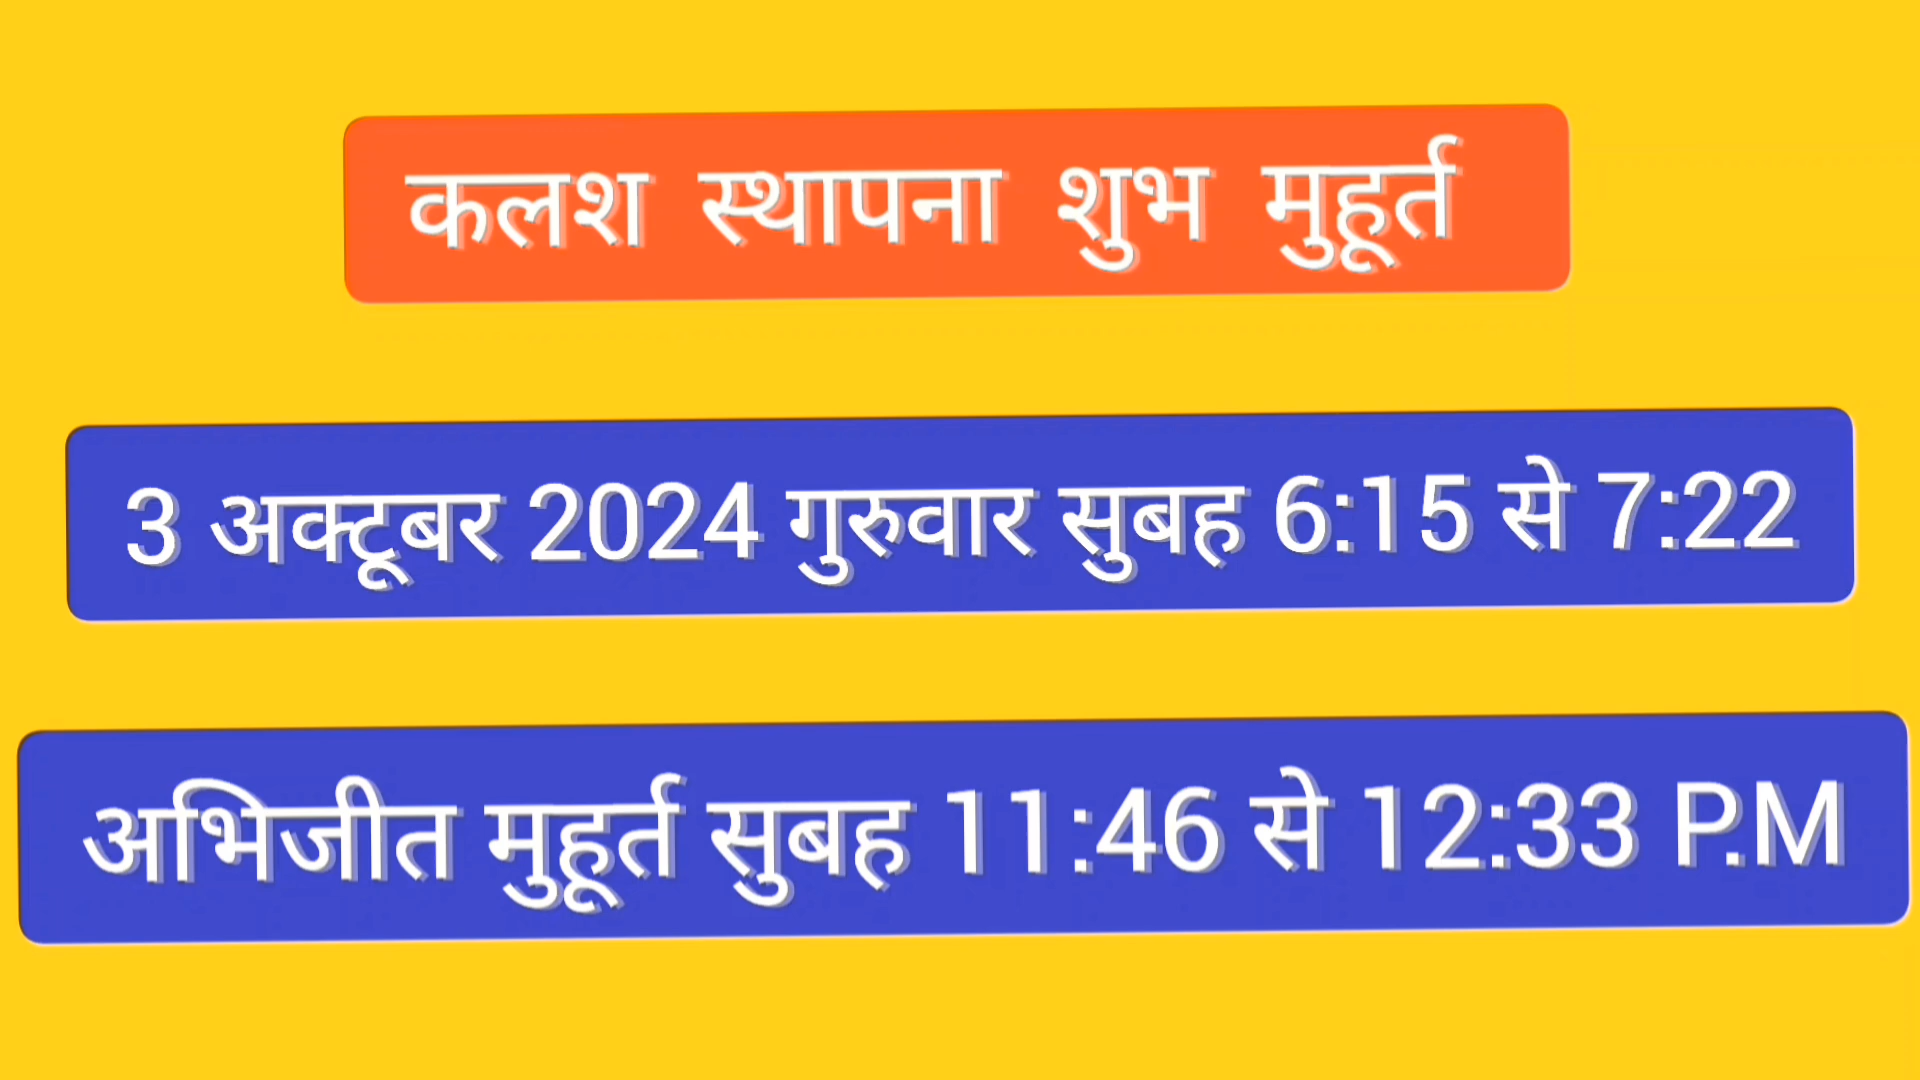 कलश स्थापना शुभ मुहूर्त
3 अक्टूबर 2024 गुरुवार सुबह 6:15 से 7:22
अभिजीत मुहूर्त सुबह 11:46 से 12:33 P.M